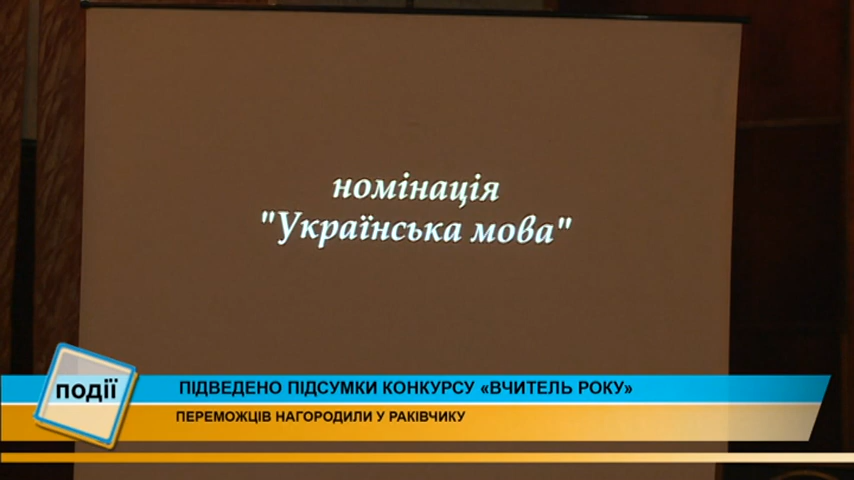 номінація
"Українська мова"
події
ПІДВЕДЕНО ПІДСУМКИ КОНКУРСУ «ВЧИТЕЛЬ РОКУ»
ПЕРЕМОЖЦІВ НАГОРОДИЛИ У РАКІВЧИКУ